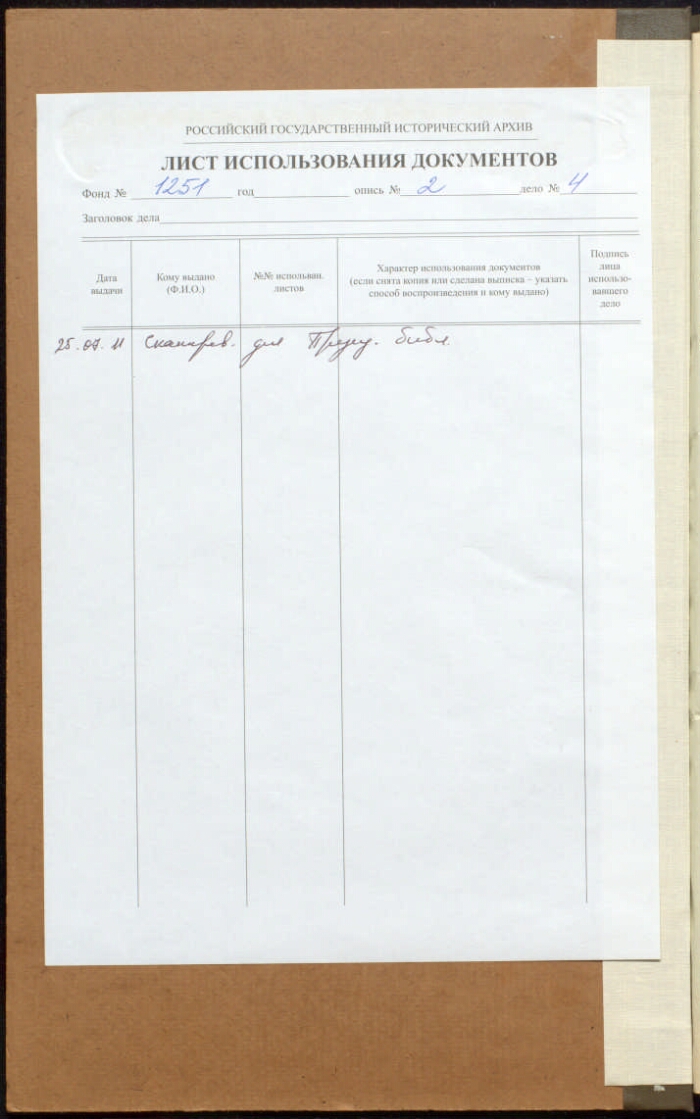 РОССИЙСКИЙ ГОСУДАРСТВЕННЫЙ ИСТОРИЧЕСКИЙ АРХИВ
ЛИСТ ИСПОЛЬЗОВАНИЯ ДОКУМЕНТОВ
Фонд № 1251 год опись № 2 дело № 4
Заголовок дела
Дата
выдачи
Кому выдано
(Ф.И.О.)
№№ использван.
листов
Характер использования документов
(если снята копия или сделана выписка – указать
способ воспроизведения и кому выдано)
Подпись
лица
использо-
вавшего
дело
25.07.11 Сканиров. для Презид. библ.